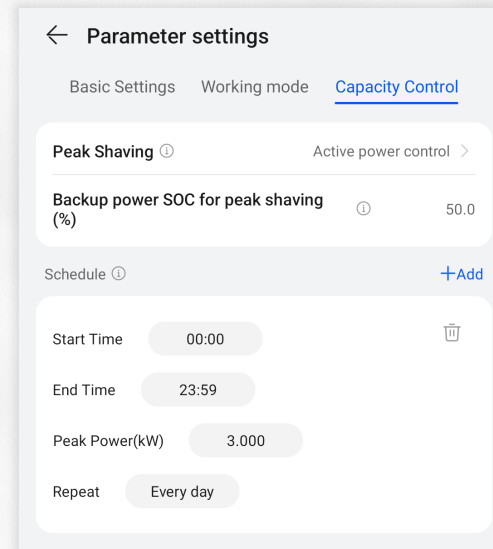 Parameter settings
Basic Settings Working mode Capacity Control
Peak Shaving Active power control
Backup power SOC for peak shaving
(%) 50.0
Schedule +Add
Start Time 00:00
End Time 23:59
Peak Power(kW) 3.000
Repeat Every day